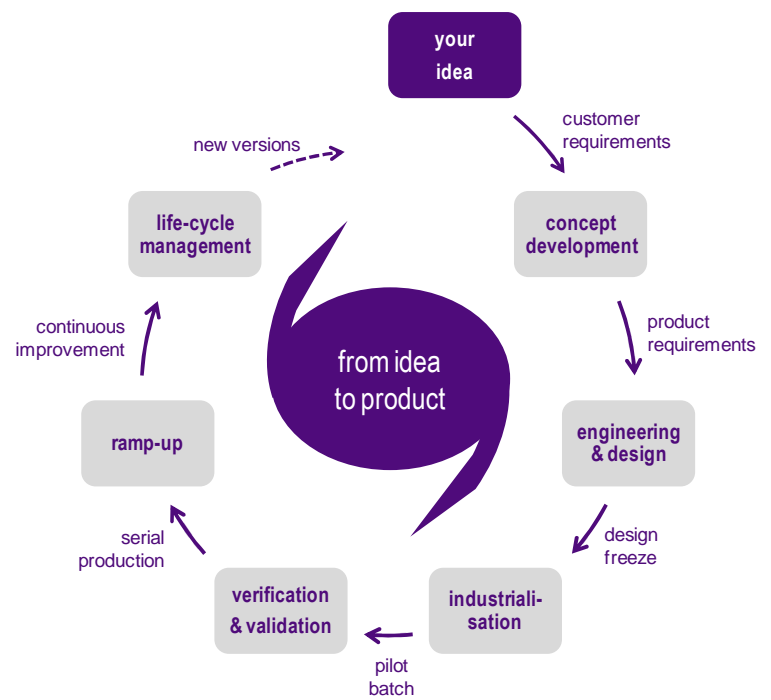 your
idea
customer
requirements
concept
development
product
requirements
engineering
& design
design
freeze
industriali-
sation
pilot
batch
verification
& validation
serial
production
ramp-up
continuous
improvement
life-cycle
management
new versions
from idea
to product